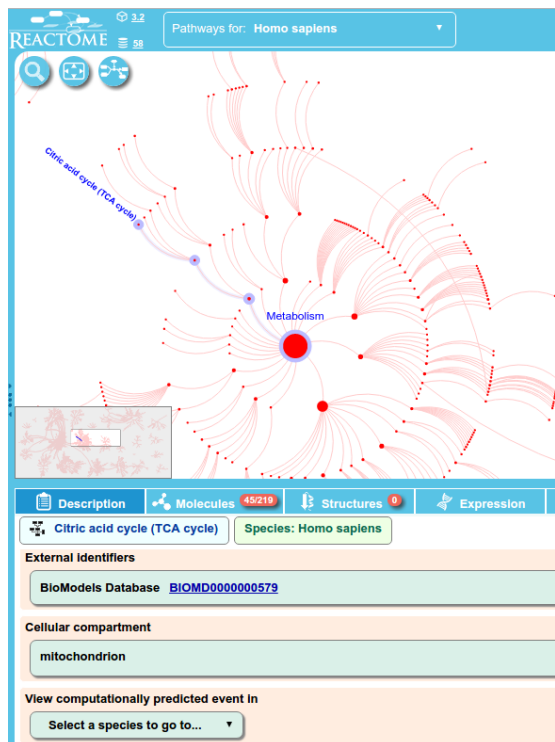 REACTOME
3.2
58
Pathways for: Homo sapiens
Citric acid cycle (TCA cycle)
Metabolism
Description
Molecules 45/219
Structures 0
Expression
Citric acid cycle (TCA cycle)
Species: Homo sapiens
External identifiers
BioModels Database BIOMD0000000579
Cellular compartment
mitochondrion
View computationally predicted event in
Select a species to go to...